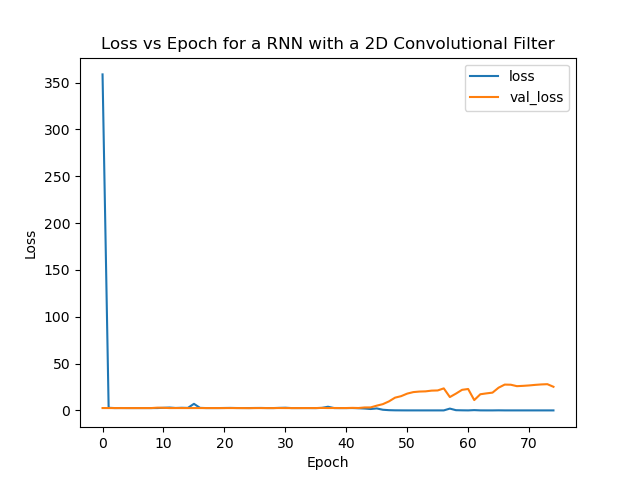 Loss vs Epoch for a RNN with a 2D Convolutional Filter
loss
val_loss
350
300
250
200
150
100
50
0
Loss
0 10 20 30 40 50 60 70
Epoch